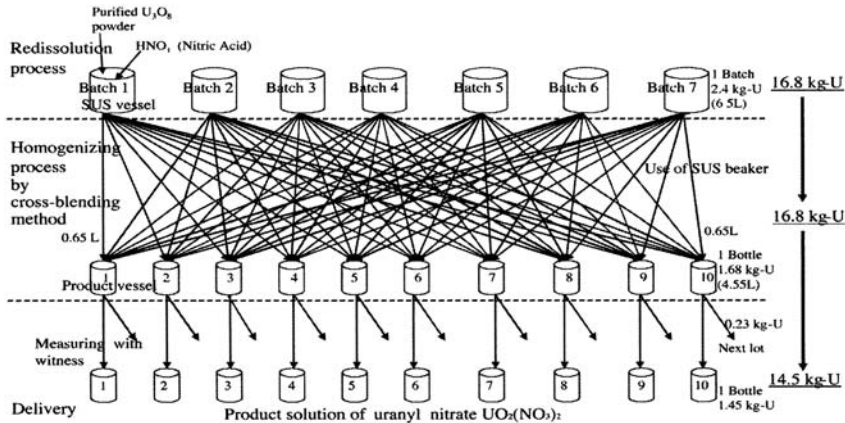 Purified U₃O₈
powder
HNO₃ (Nitric Acid)
Redissolution
process
Batch 1
Batch 2
Batch 3
Batch 4
Batch 5
Batch 6
Batch 7
SUS vessel
1 Batch
2.4 kg-U
(6 5L)
16.8 kg-U
Homogenizing
process
by
cross-blending
method
Use of SUS beaker
0.65 L
0.65L
16.8 kg-U
1
2
3
4
5
6
7
8
9
10
Product vessel
1 Bottle
1.68 kg-U
(4.55L)
Measuring with
witness
0.23 kg-U
Next lot
1
2
3
4
5
6
7
8
9
10
14.5 kg-U
1 Bottle
1.45 kg-U
Delivery
Product solution of uranyl nitrate UO₂(NO₃)₂